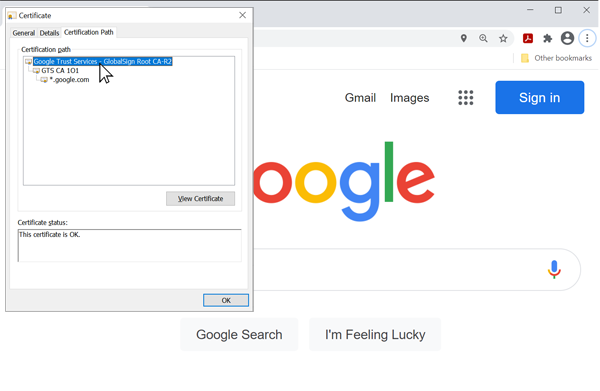 Certificate
General Details Certification Path
Certification path
Google Trust Services - GlobalSign Root CA-R2
GTS CA 1O1
*.google.com
View Certificate
Certificate status:
This certificate is OK.
OK
Other bookmarks
Gmail Images
Sign in
oogle
Google Search I'm Feeling Lucky